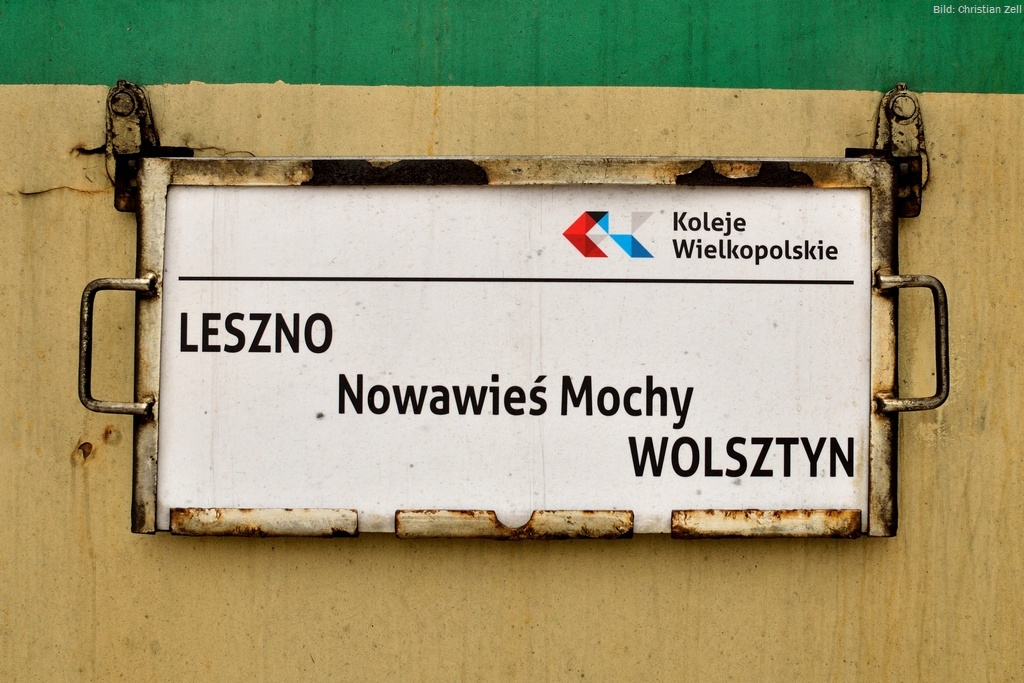 Bild: Christian Zell
Koleje
Wielkopolskie
LESZNO
Nowawieś Mochy
WOLSZTYN